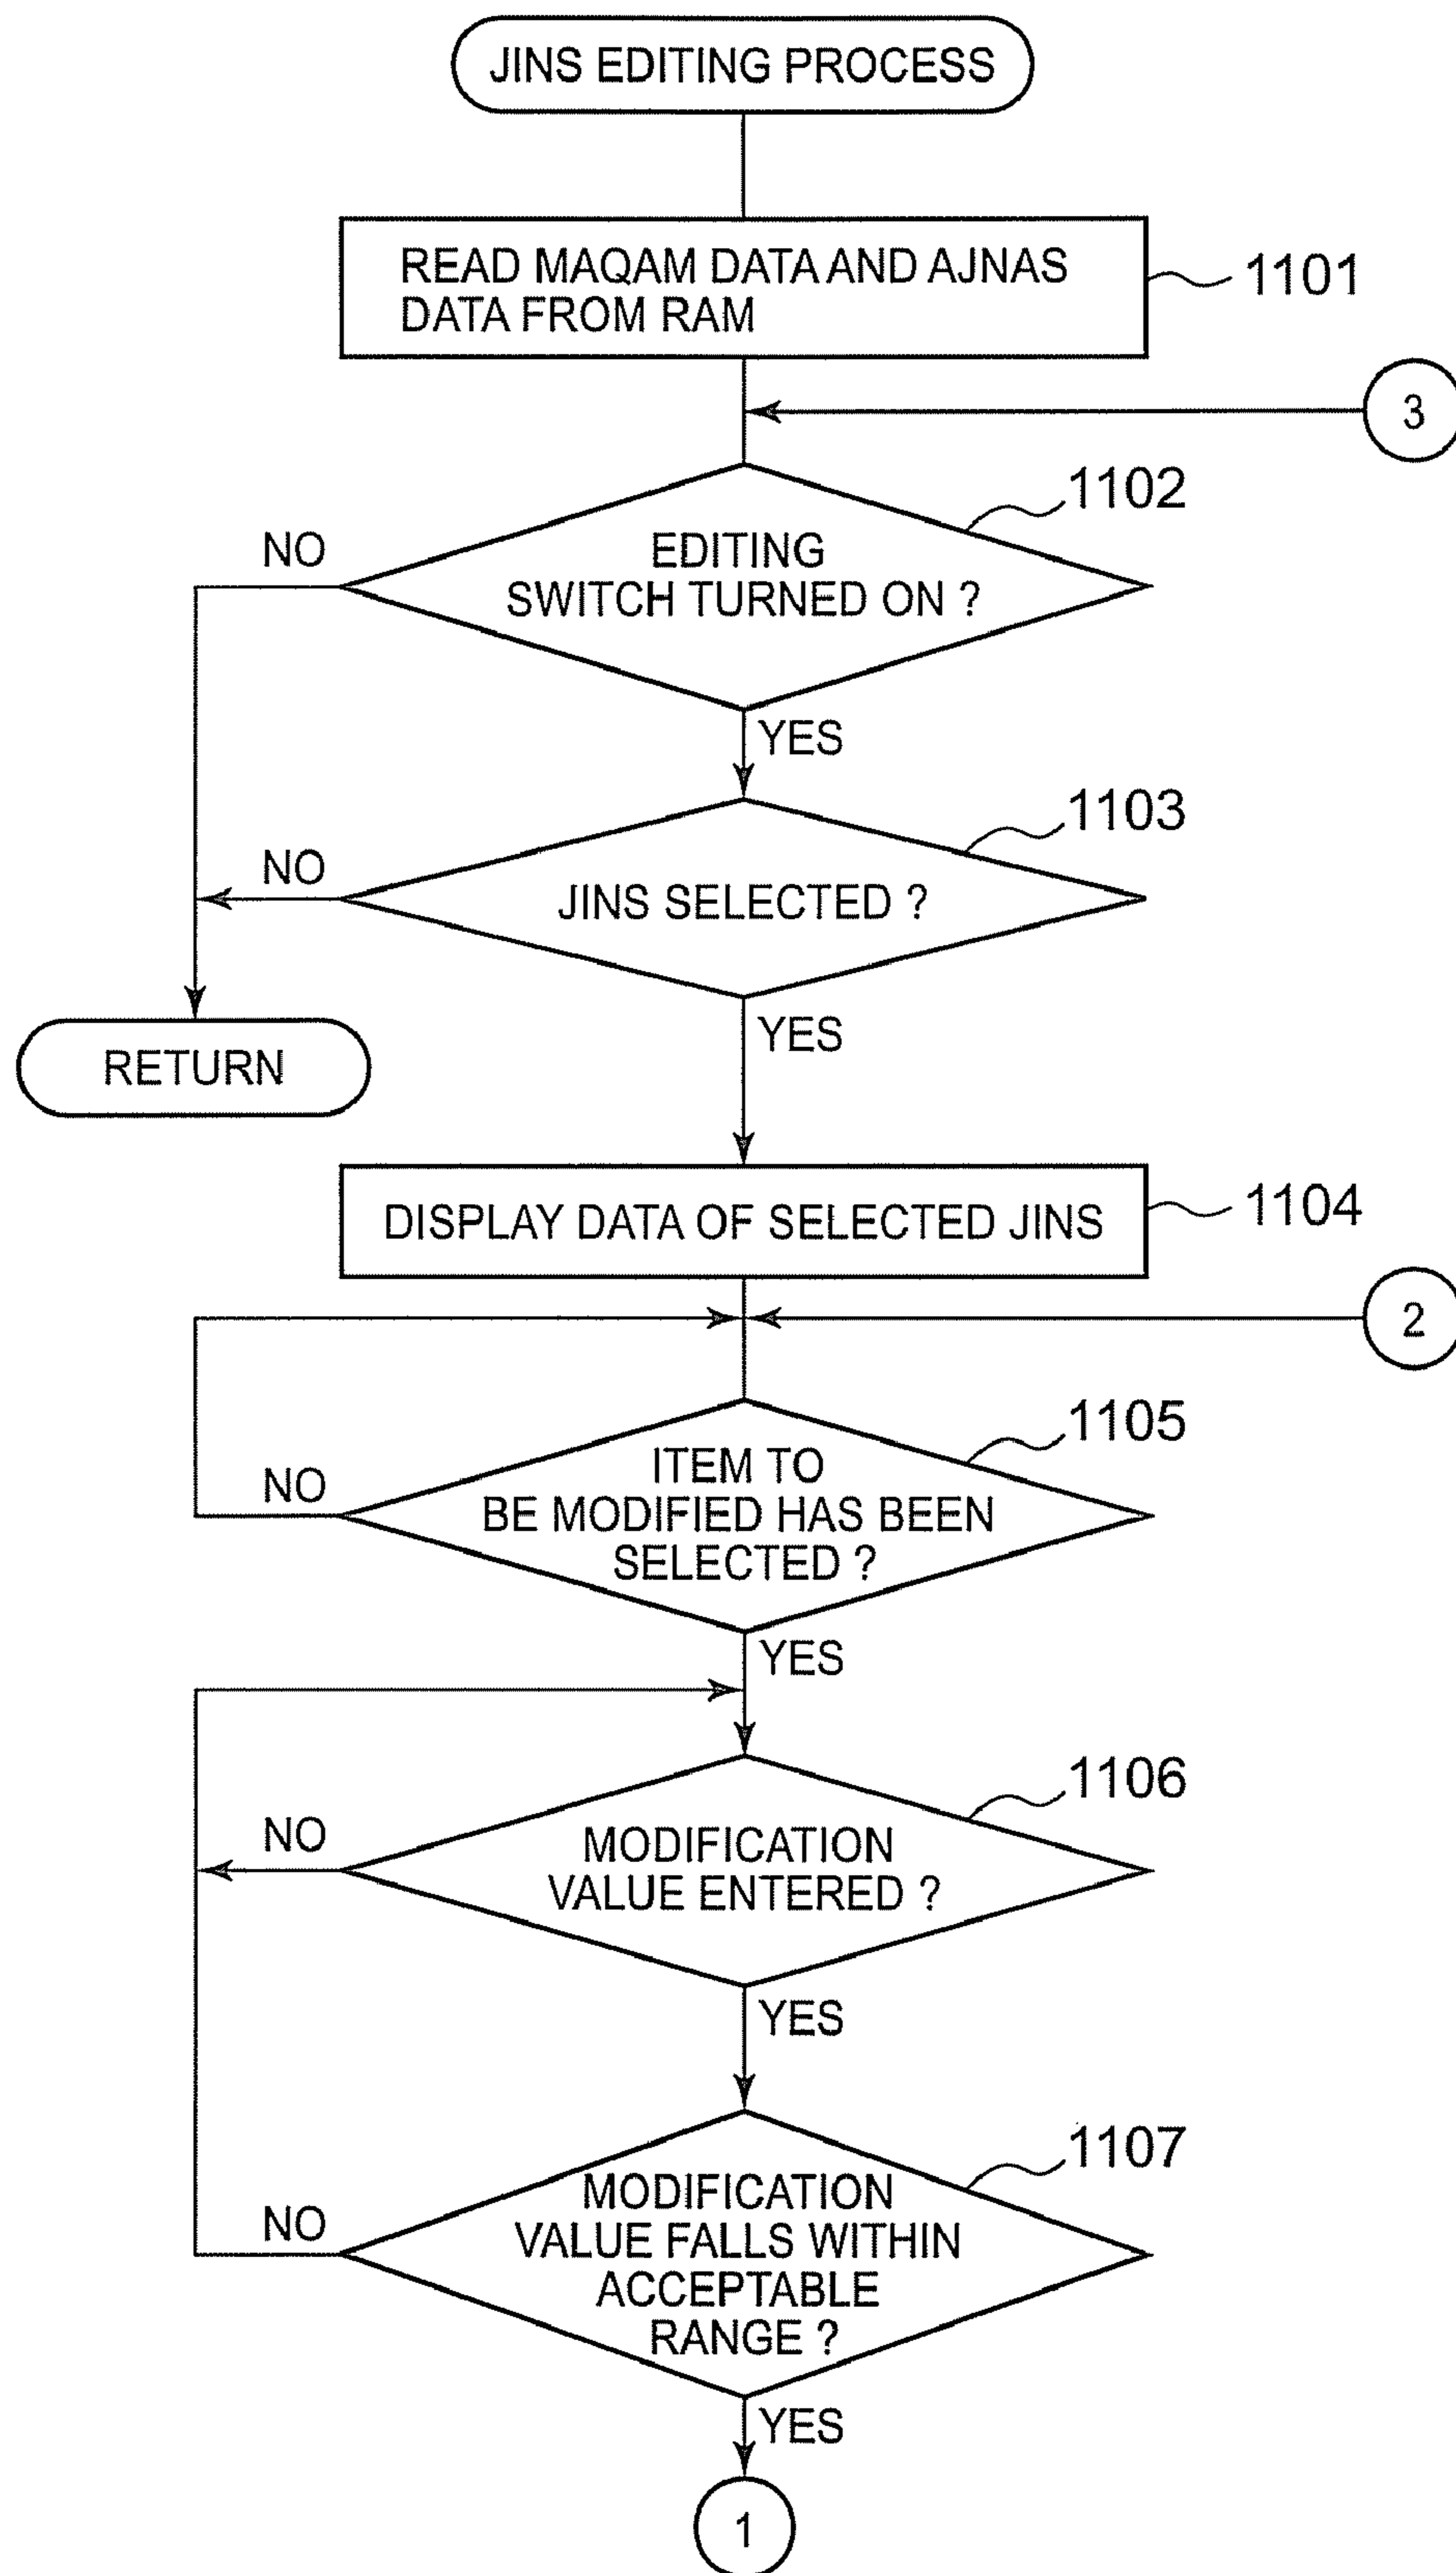 JINS EDITING PROCESS
READ MAQAM DATA AND AJNAS
DATA FROM RAM
1101
3
1102
NO
EDITING
SWITCH TURNED ON ?
YES
1103
NO
JINS SELECTED ?
YES
RETURN
DISPLAY DATA OF SELECTED JINS
1104
2
1105
NO
ITEM TO
BE MODIFIED HAS BEEN
SELECTED ?
YES
1106
NO
MODIFICATION
VALUE ENTERED ?
YES
1107
NO
MODIFICATION
VALUE FALLS WITHIN
ACCEPTABLE
RANGE ?
YES
1